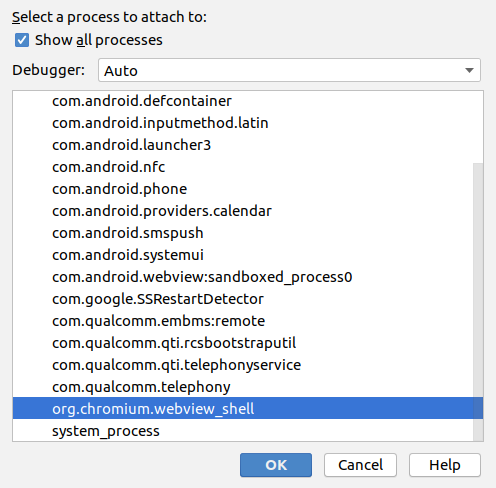 Select a process to attach to:
Show all processes
Debugger: Auto
com.android.defcontainer
com.android.inputmethod.latin
com.android.launcher3
com.android.nfc
com.android.phone
com.android.providers.calendar
com.android.smspush
com.android.systemui
com.android.webview:sandboxed_process0
com.google.SSRestartDetector
com.qualcomm.embms:remote
com.qualcomm.qti.rcsbootstraputil
com.qualcomm.qti.telephonyservice
com.qualcomm.telephony
org.chromium.webview_shell
system_process
OK Cancel Help